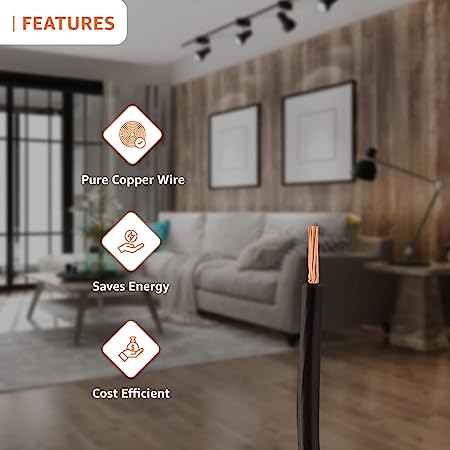 | FEATURES
Pure Copper Wire
Saves Energy
Cost Efficient